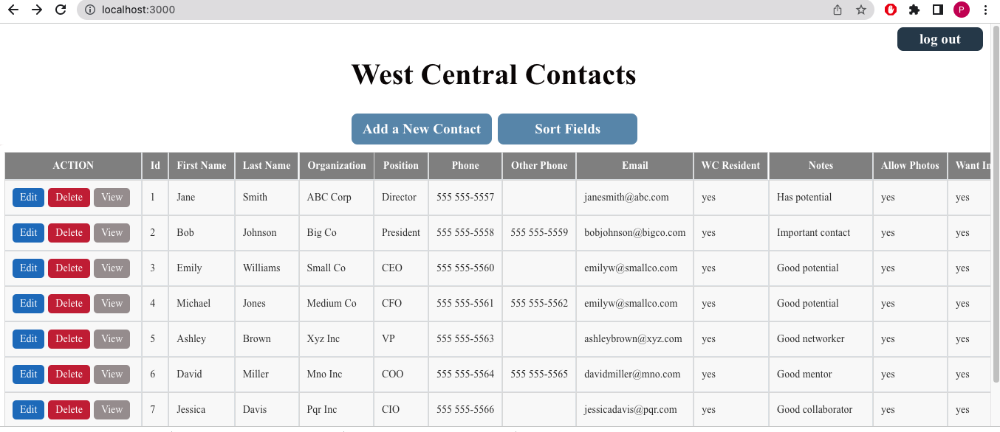 localhost:3000
P
log out
West Central Contacts
Add a New Contact Sort Fields
ACTION Id First Name Last Name Organization Position Phone Other Phone Email WC Resident Notes Allow Photos Want In
Edit Delete View 1 Jane Smith ABC Corp Director 555 555-5557 janesmith@abc.com yes Has potential yes yes
Edit Delete View 2 Bob Johnson Big Co President 555 555-5558 555 555-5559 bobjohnson@bigco.com yes Important contact yes yes
Edit Delete View 3 Emily Williams Small Co CEO 555 555-5560 emilyw@smallco.com yes Good potential yes yes
Edit Delete View 4 Michael Jones Medium Co CFO 555 555-5561 555 555-5562 emilyw@smallco.com yes Good potential yes yes
Edit Delete View 5 Ashley Brown Xyz Inc VP 555 555-5563 ashleybrown@xyz.com yes Good networker yes yes
Edit Delete View 6 David Miller Mno Inc COO 555 555-5564 555 555-5565 davidmiller@mno.com yes Good mentor yes yes
Edit Delete View 7 Jessica Davis Pqr Inc CIO 555 555-5566 jessicadavis@pqr.com yes Good collaborator yes yes